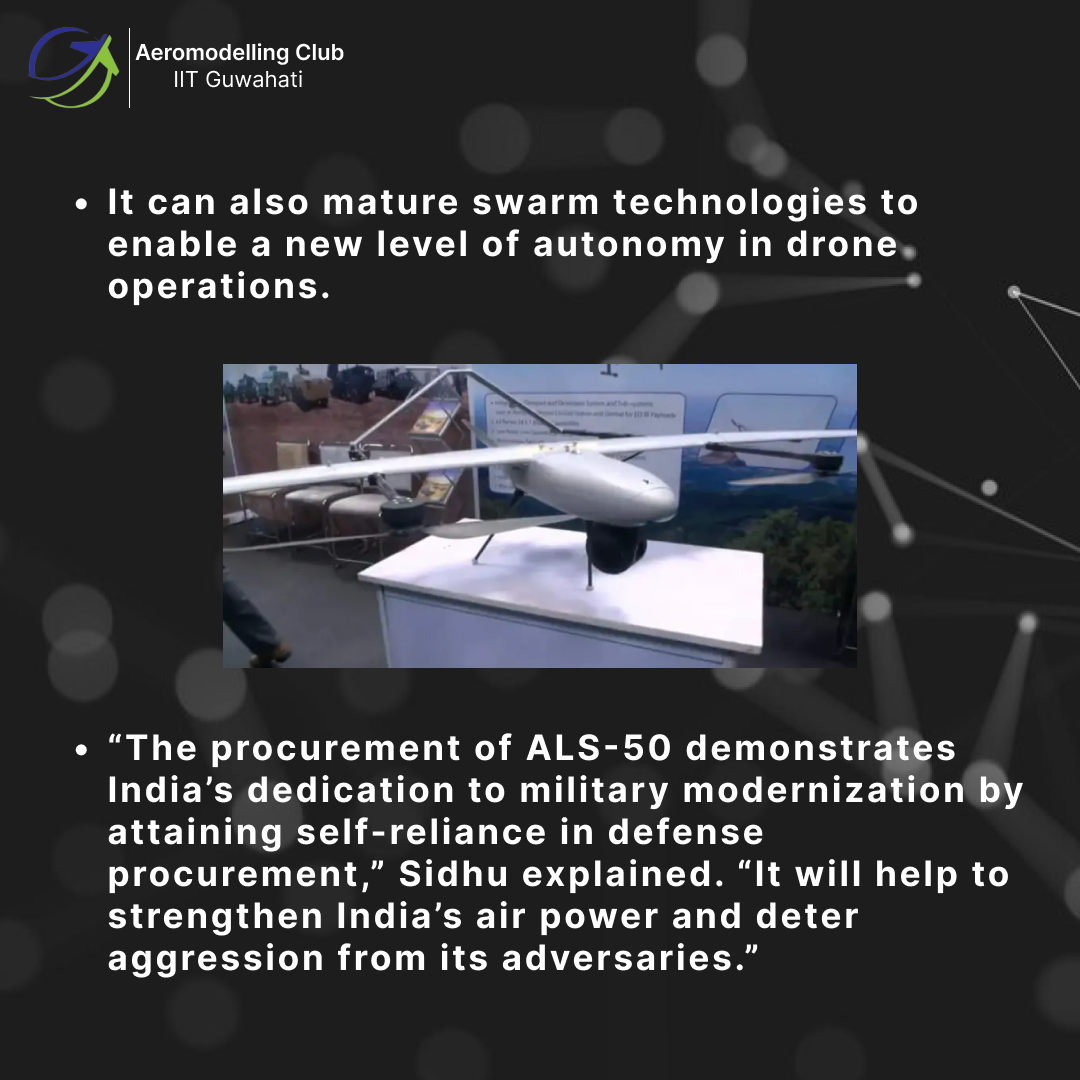 Aeromodelling Club
IIT Guwahati
• It can also mature swarm technologies to
enable a new level of autonomy in drone
operations.
• “The procurement of ALS-50 demonstrates
India’s dedication to military modernization by
attaining self-reliance in defense
procurement,” Sidhu explained. “It will help to
strengthen India’s air power and deter
aggression from its adversaries.”